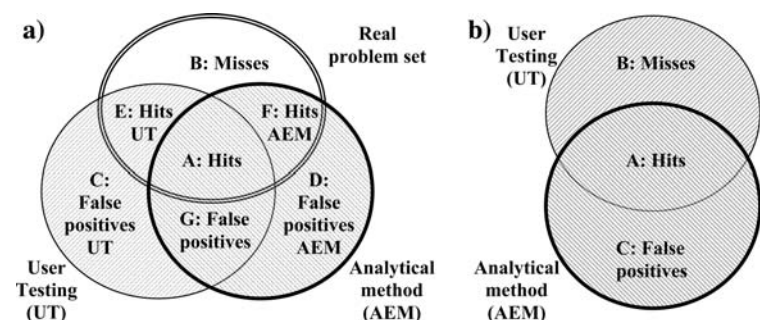 a)
Real
problem set
B: Misses
E: Hits
UT
F: Hits
AEM
A: Hits
C:
False
positives
UT
D:
False
positives
AEM
G: False
positives
User
Testing
(UT)
Analytical
method
(AEM)
b)
User
Testing
(UT)
B: Misses
A: Hits
C: False
positives
Analytical
method
(AEM)